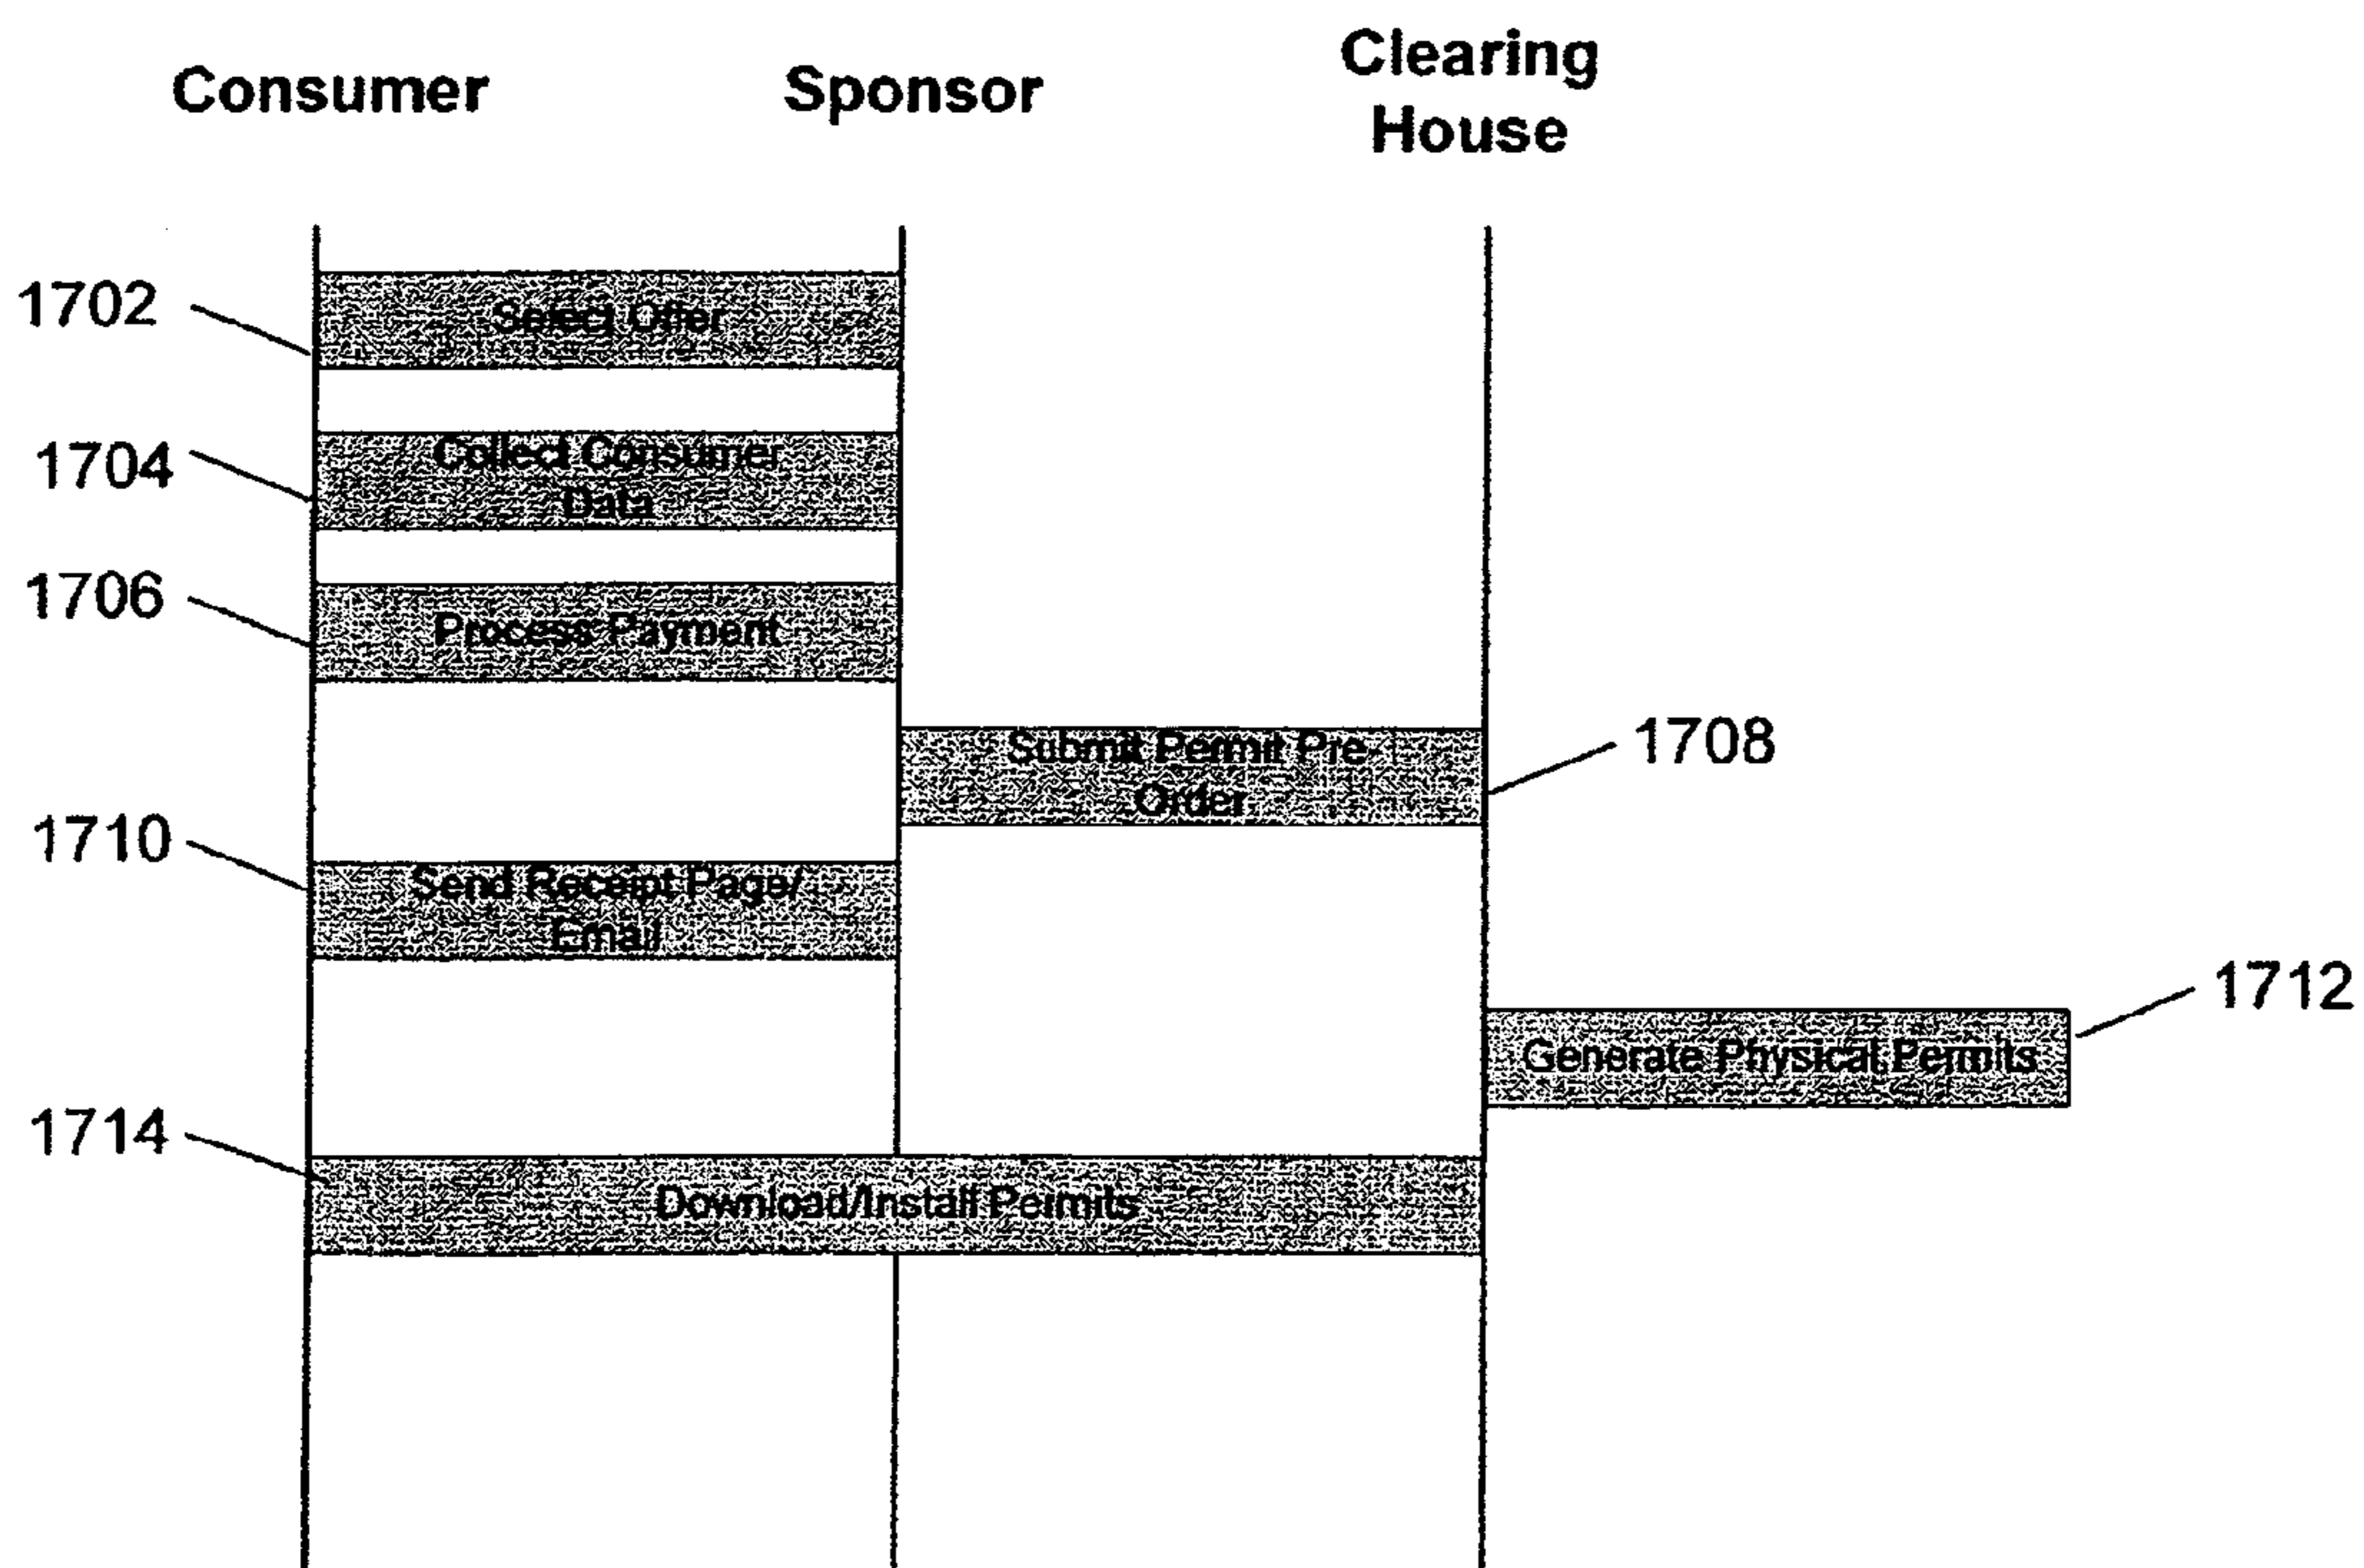 Consumer
Sponsor
Clearing
House
1702
Select Offer
1704
Collect Consumer
Data
1706
Process Payment
Submit Permit Pre-
Order
1708
1710
Send Receipt Page/
Email
1712
Generate Physical Permits
1714
Download/Install Permits